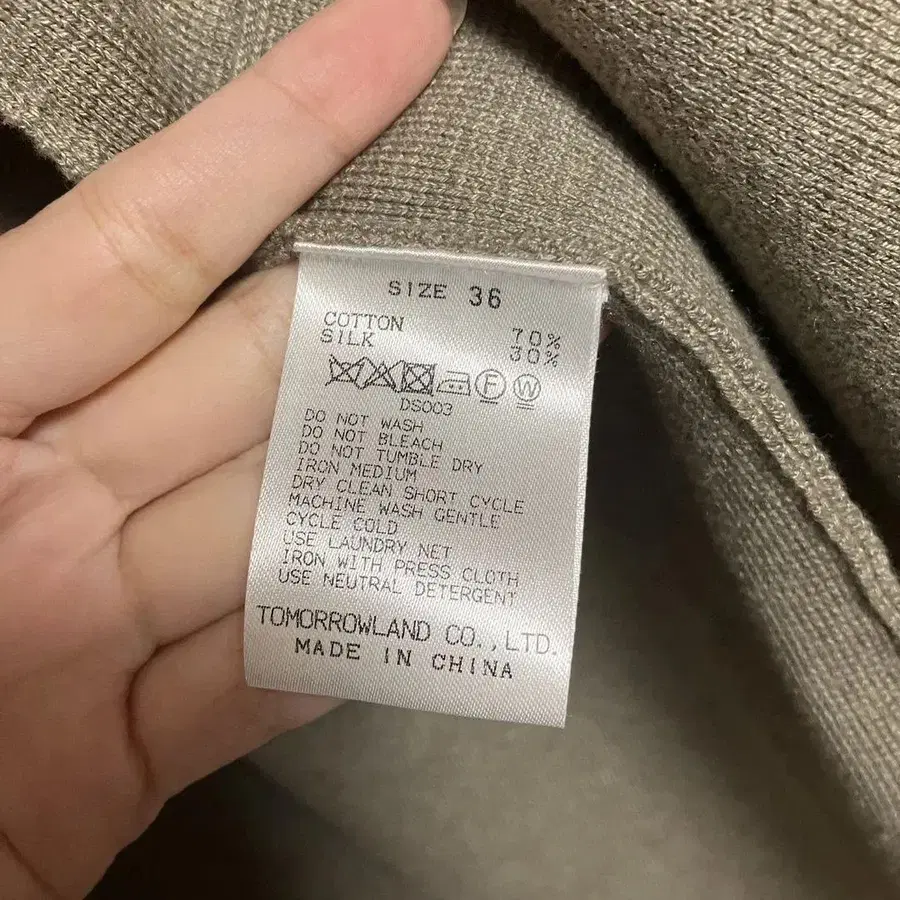 SIZE 36
COTTON 70%
SILK 30%
F W
DS003
DO NOT WASH
DO NOT BLEACH
DO NOT TUMBLE DRY
IRON MEDIUM
DRY CLEAN SHORT CYCLE
MACHINE WASH GENTLE
CYCLE COLD
USE LAUNDRY NET
IRON WITH PRESS CLOTH
USE NEUTRAL DETERGENT
TOMORROWLAND CO.,LTD.
MADE IN CHINA